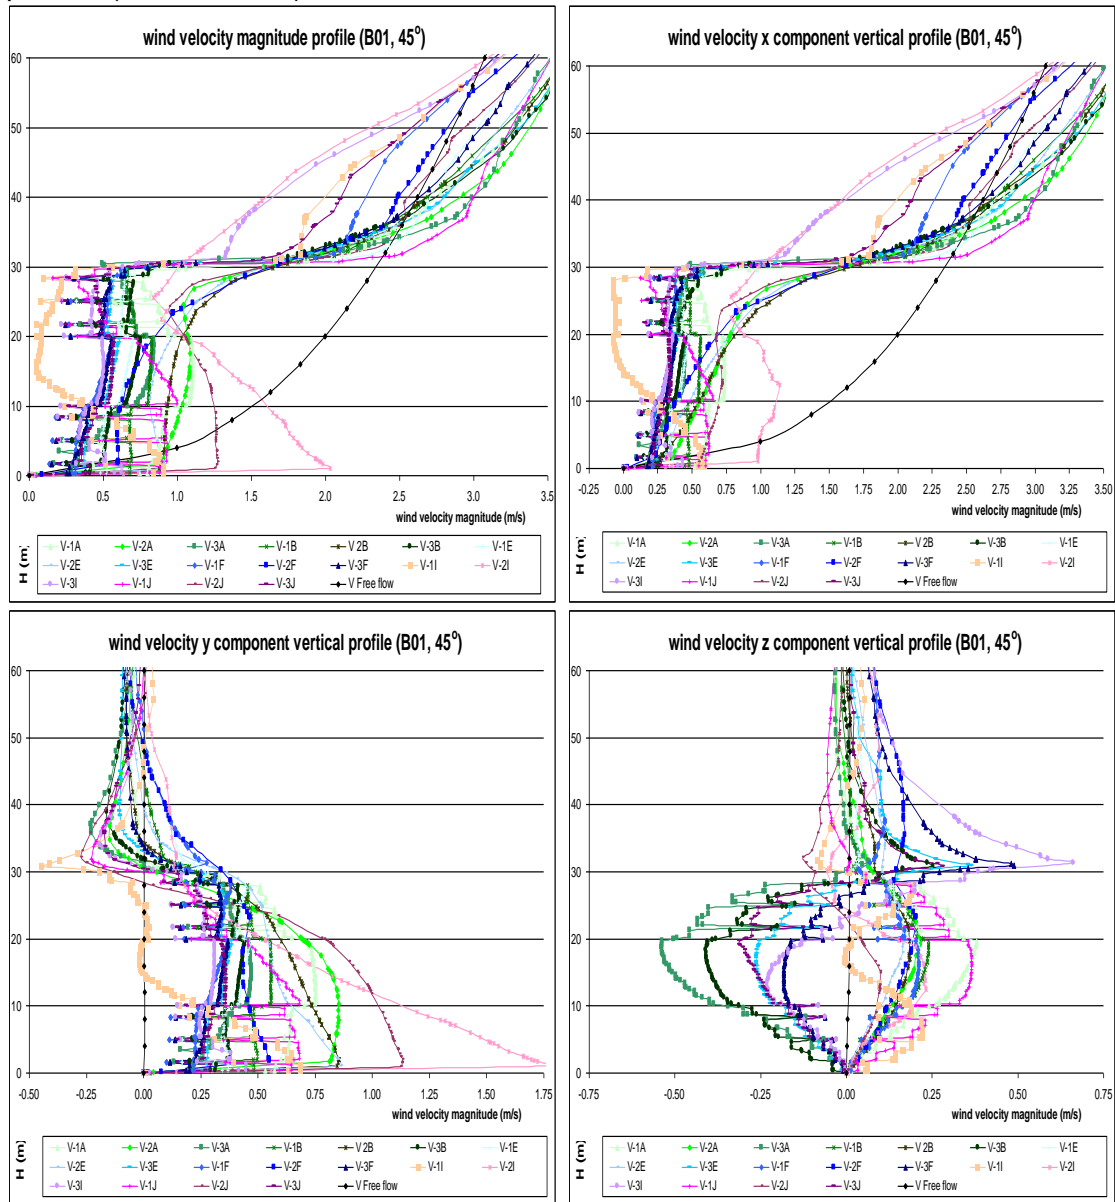 wind velocity magnitude profile (B01, 45°)
60
50
40
30
20
10
0
0.0 0.5 1.0 1.5 2.0 2.5 3.0 3.5
wind velocity magnitude (m/s)
H (m)
V-1A V-2A V-3A V-1B V 2B V-3B V-1E
V-2E V-3E V-1F V-2F V-3F V-1I V-2I
V-3I V-1J V-2J V-3J V Free flow
wind velocity x component vertical profile (B01, 45°)
60
50
40
30
20
10
0
-0.25 0.00 0.25 0.50 0.75 1.00 1.25 1.50 1.75 2.00 2.25 2.50 2.75 3.00 3.25 3.50
wind velocity magnitude (m/s)
H (m)
V-1A V-2A V-3A V-1B V 2B V-3B V-1E
V-2E V-3E V-1F V-2F V-3F V-1I V-2I
V-3I V-1J V-2J V-3J V Free flow
wind velocity y component vertical profile (B01, 45°)
60
50
40
30
20
10
0
-0.50 -0.25 0.00 0.25 0.50 0.75 1.00 1.25 1.50 1.75
wind velocity magnitude (m/s)
H (m)
V-1A V-2A V-3A V-1B V 2B V-3B V-1E
V-2E V-3E V-1F V-2F V-3F V-1I V-2I
V-3I V-1J V-2J V-3J V Free flow
wind velocity z component vertical profile (B01, 45°)
60
50
40
30
20
10
0
-0.75 -0.50 -0.25 0.00 0.25 0.50 0.75
wind velocity magnitude (m/s)
H (m)
V-1A V-2A V-3A V-1B V 2B V-3B V-1E
V-2E V-3E V-1F V-2F V-3F V-1I V-2I
V-3I V-1J V-2J V-3J V Free flow